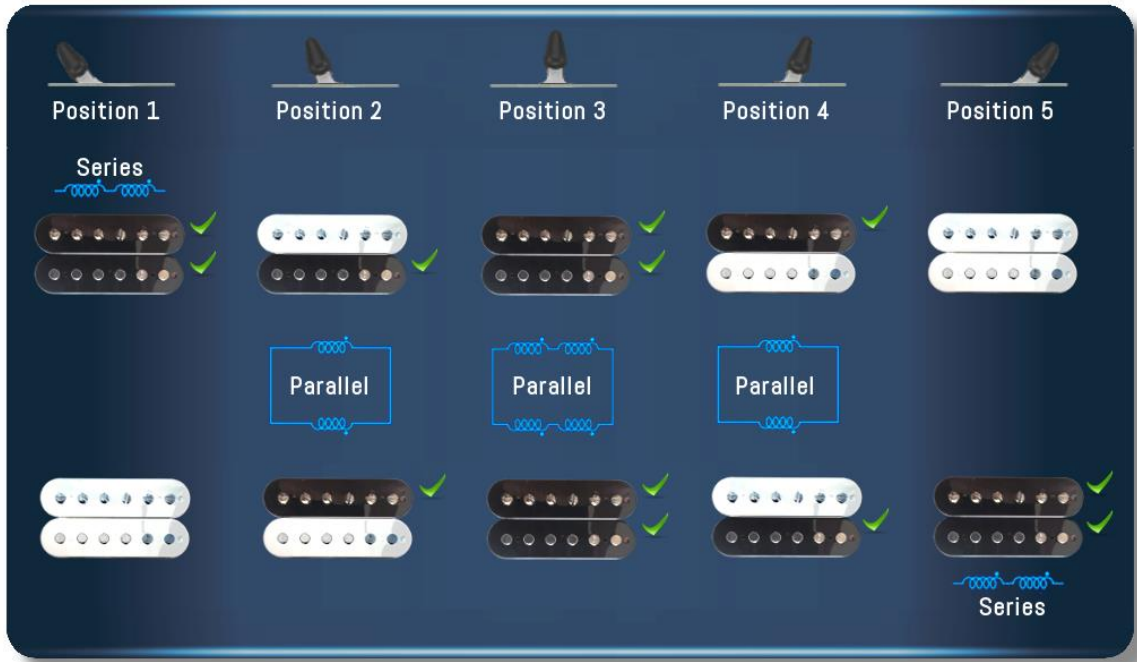 Position 1
Position 2
Position 3
Position 4
Position 5
Series
Parallel
Parallel
Parallel
Series